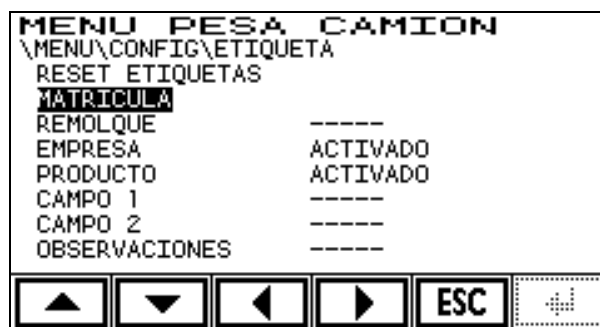 MENU PESA CAMION
\MENU\CONFIG\ETIQUETA
RESET ETIQUETAS
MATRICULA
REMOLQUE -----
EMPRESA ACTIVADO
PRODUCTO ACTIVADO
CAMPO 1 -----
CAMPO 2 -----
OBSERVACIONES -----
ESC